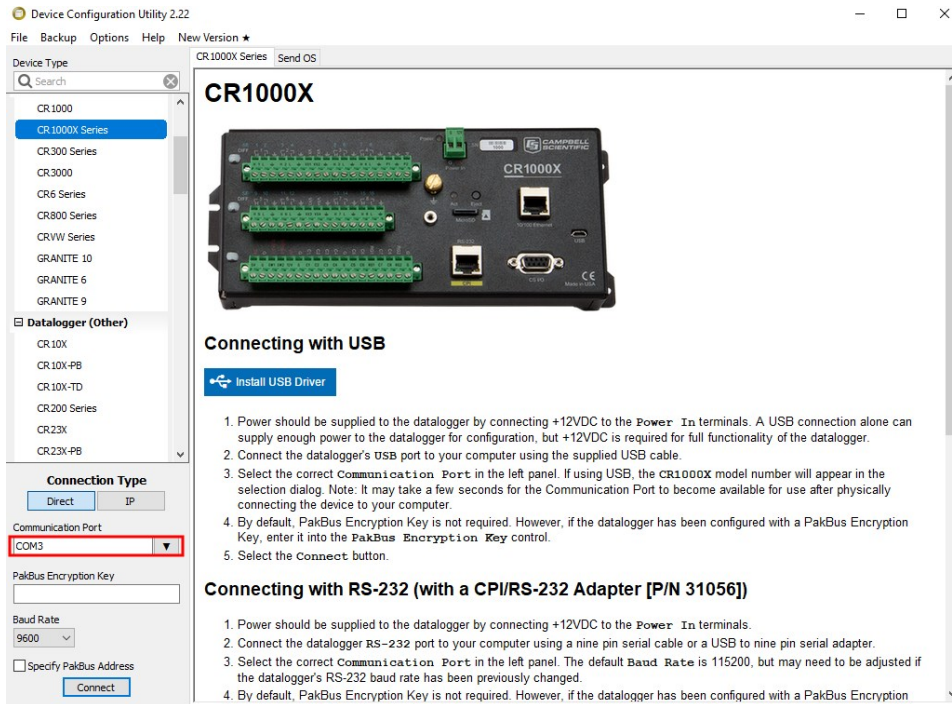 Device Configuration Utility 2.22
File Backup Options Help New Version ★
Device Type
Search
CR1000
CR1000X Series
CR300 Series
CR3000
CR6 Series
CR800 Series
CRVW Series
GRANITE 10
GRANITE 6
GRANITE 9
Datalogger (Other)
CR10X
CR10X-PB
CR10X-TD
CR200 Series
CR23X
CR23X-PB
Connection Type
Direct IP
Communication Port
COM3
PakBus Encryption Key
Baud Rate
9600
Specify PakBus Address
Connect
CR1000X Series Send OS
CR1000X
CAMPBELL
SCIENTIFIC
CR1000X
Power In
10/100 Ethernet
USB
RS-232
CPI
CS I/O
CE
Made in USA
Connecting with USB
Install USB Driver
1. Power should be supplied to the datalogger by connecting +12VDC to the Power In terminals. A USB connection alone can
supply enough power to the datalogger for configuration, but +12VDC is required for full functionality of the datalogger.
2. Connect the datalogger's USB port to your computer using the supplied USB cable.
3. Select the correct Communication Port in the left panel. If using USB, the CR1000X model number will appear in the
selection dialog. Note: It may take a few seconds for the Communication Port to become available for use after physically
connecting the device to your computer.
4. By default, PakBus Encryption Key is not required. However, if the datalogger has been configured with a PakBus Encryption
Key, enter it into the PakBus Encryption Key control.
5. Select the Connect button.
Connecting with RS-232 (with a CPI/RS-232 Adapter [P/N 31056])
1. Power should be supplied to the datalogger by connecting +12VDC to the Power In terminals.
2. Connect the datalogger RS-232 port to your computer using a nine pin serial cable or a USB to nine pin serial adapter.
3. Select the correct Communication Port in the left panel. The default Baud Rate is 115200, but may need to be adjusted if
the datalogger's RS-232 baud rate has been previously changed.
4. By default, PakBus Encryption Key is not required. However, if the datalogger has been configured with a PakBus Encryption